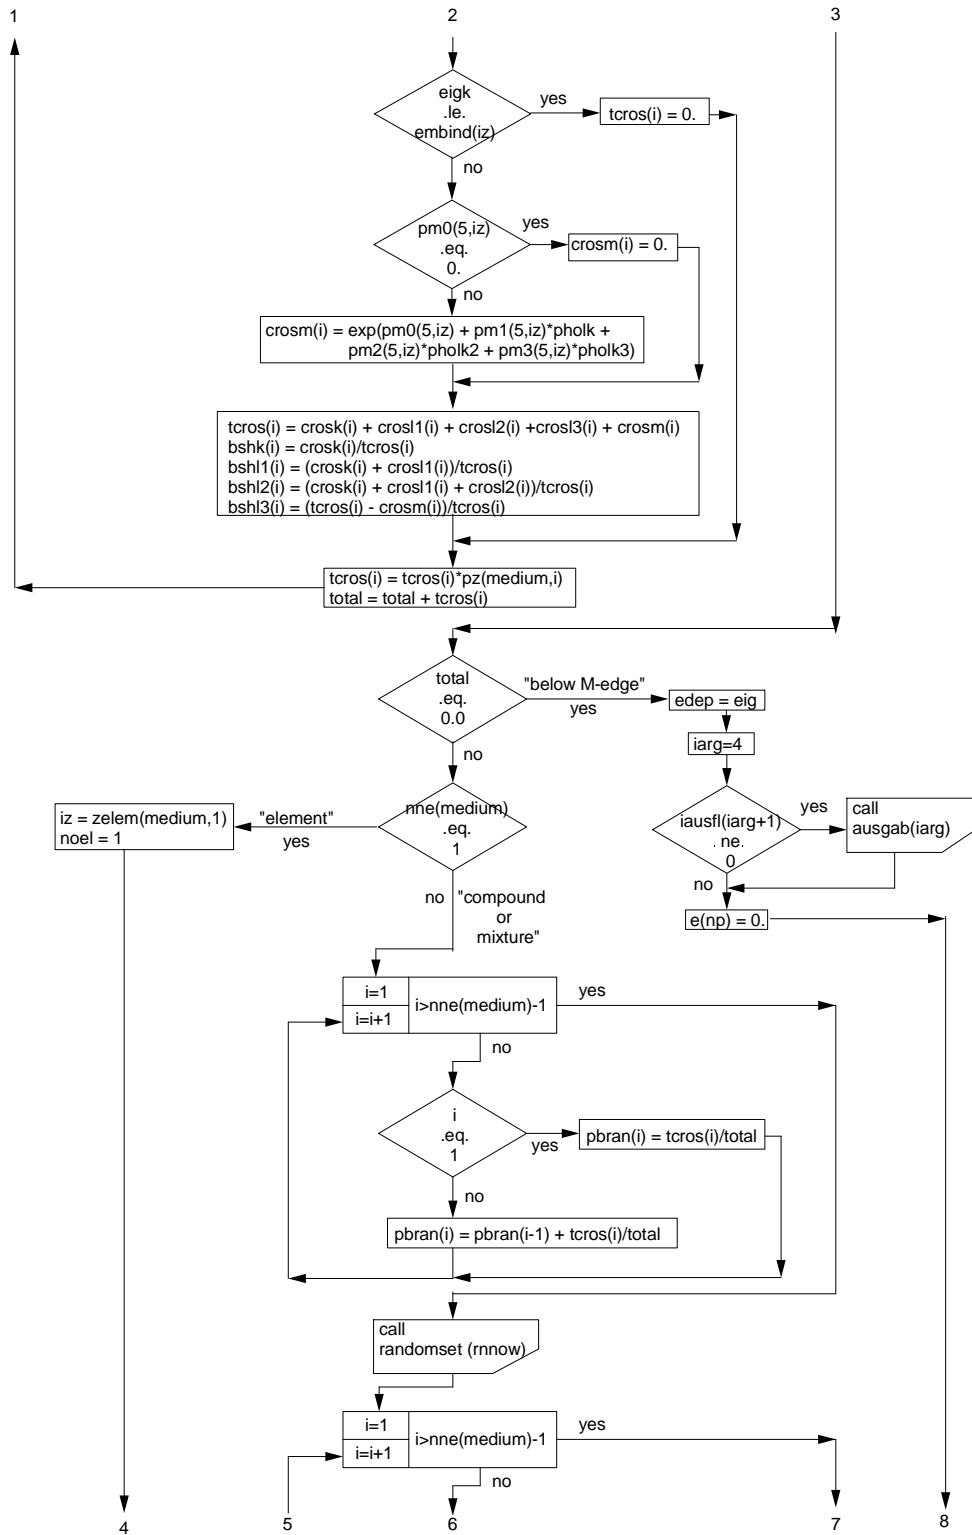 1
2
3
eigk
.le.
embind(iz)
yes
tcros(i) = 0.
no
pm0(5,iz)
.eq.
0.
yes
crosm(i) = 0.
no
crosm(i) = exp(pm0(5,iz) + pm1(5,iz)*pholk +
pm2(5,iz)*pholk2 + pm3(5,iz)*pholk3)
tcros(i) = crosk(i) + crosl1(i) + crosl2(i) +crosl3(i) + crosm(i)
bshk(i) = crosk(i)/tcros(i)
bshl1(i) = (crosk(i) + crosl1(i))/tcros(i)
bshl2(i) = (crosk(i) + crosl1(i) + crosl2(i))/tcros(i)
bshl3(i) = (tcros(i) - crosm(i))/tcros(i)
tcros(i) = tcros(i)*pz(medium,i)
total = total + tcros(i)
total
.eq.
0.0
"below M-edge"
yes
edep = eig
iarg=4
no
nne(medium)
.eq.
1
"element"
yes
iz = zelem(medium,1)
noel = 1
iausfl(iarg+1)
. ne.
0
yes
call
ausgab(iarg)
no
e(np) = 0.
no "compound
or
mixture"
i=1
i=i+1
i>nne(medium)-1
yes
no
i
.eq.
1
yes
pbran(i) = tcros(i)/total
no
pbran(i) = pbran(i-1) + tcros(i)/total
call
randomset (rnnow)
i=1
i=i+1
i>nne(medium)-1
yes
no
4
5
6
7
8